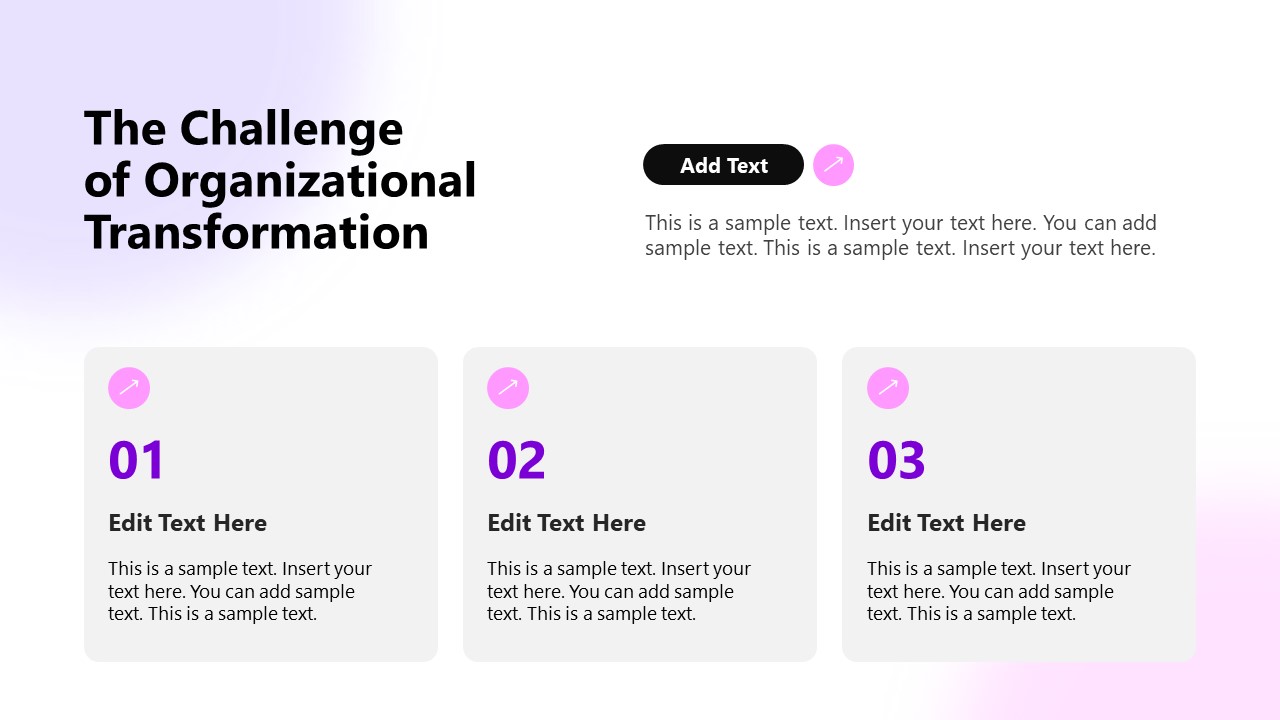 The Challenge
of Organizational
Transformation
Add Text
This is a sample text. Insert your text here. You can add
sample text. This is a sample text. Insert your text here.
01
Edit Text Here
This is a sample text. Insert your
text here. You can add sample
text. This is a sample text.
02
Edit Text Here
This is a sample text. Insert your
text here. You can add sample
text. This is a sample text.
03
Edit Text Here
This is a sample text. Insert your
text here. You can add sample
text. This is a sample text.